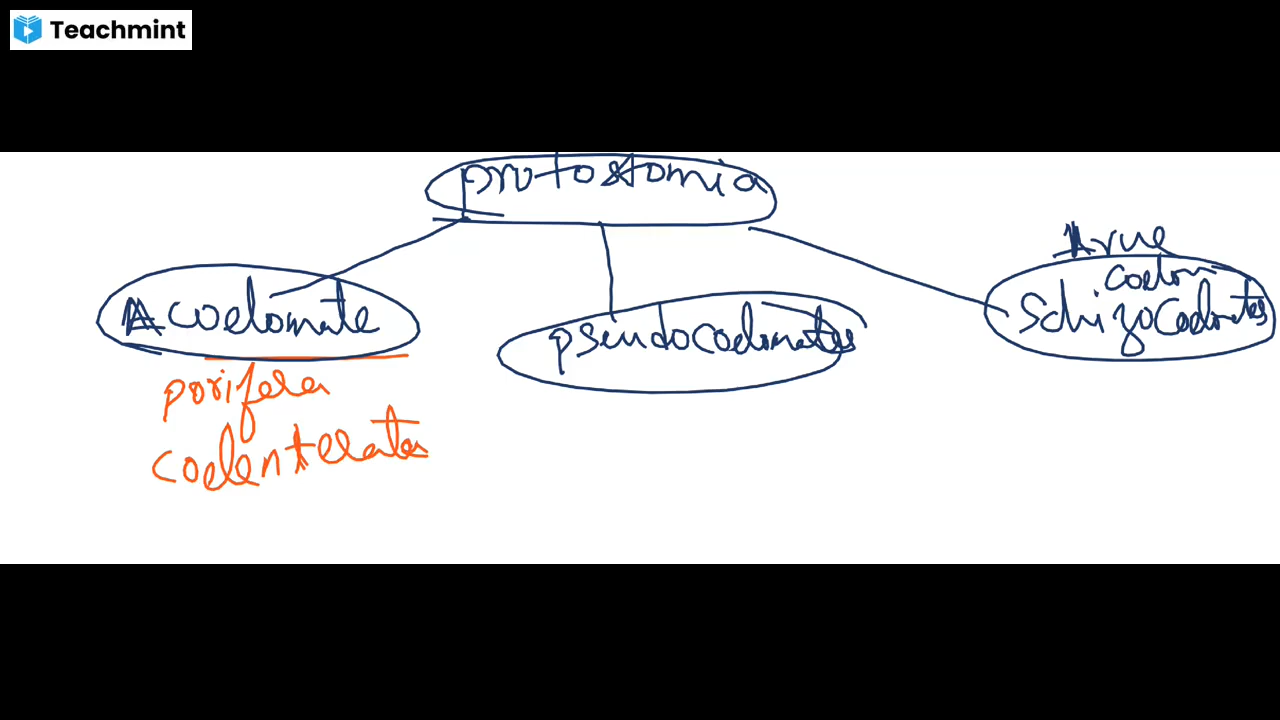 Teachmint
protostomia
Acoelomate
pseudocoelomates
True
coelom
Schizocoelomates
porifera
coelenterates